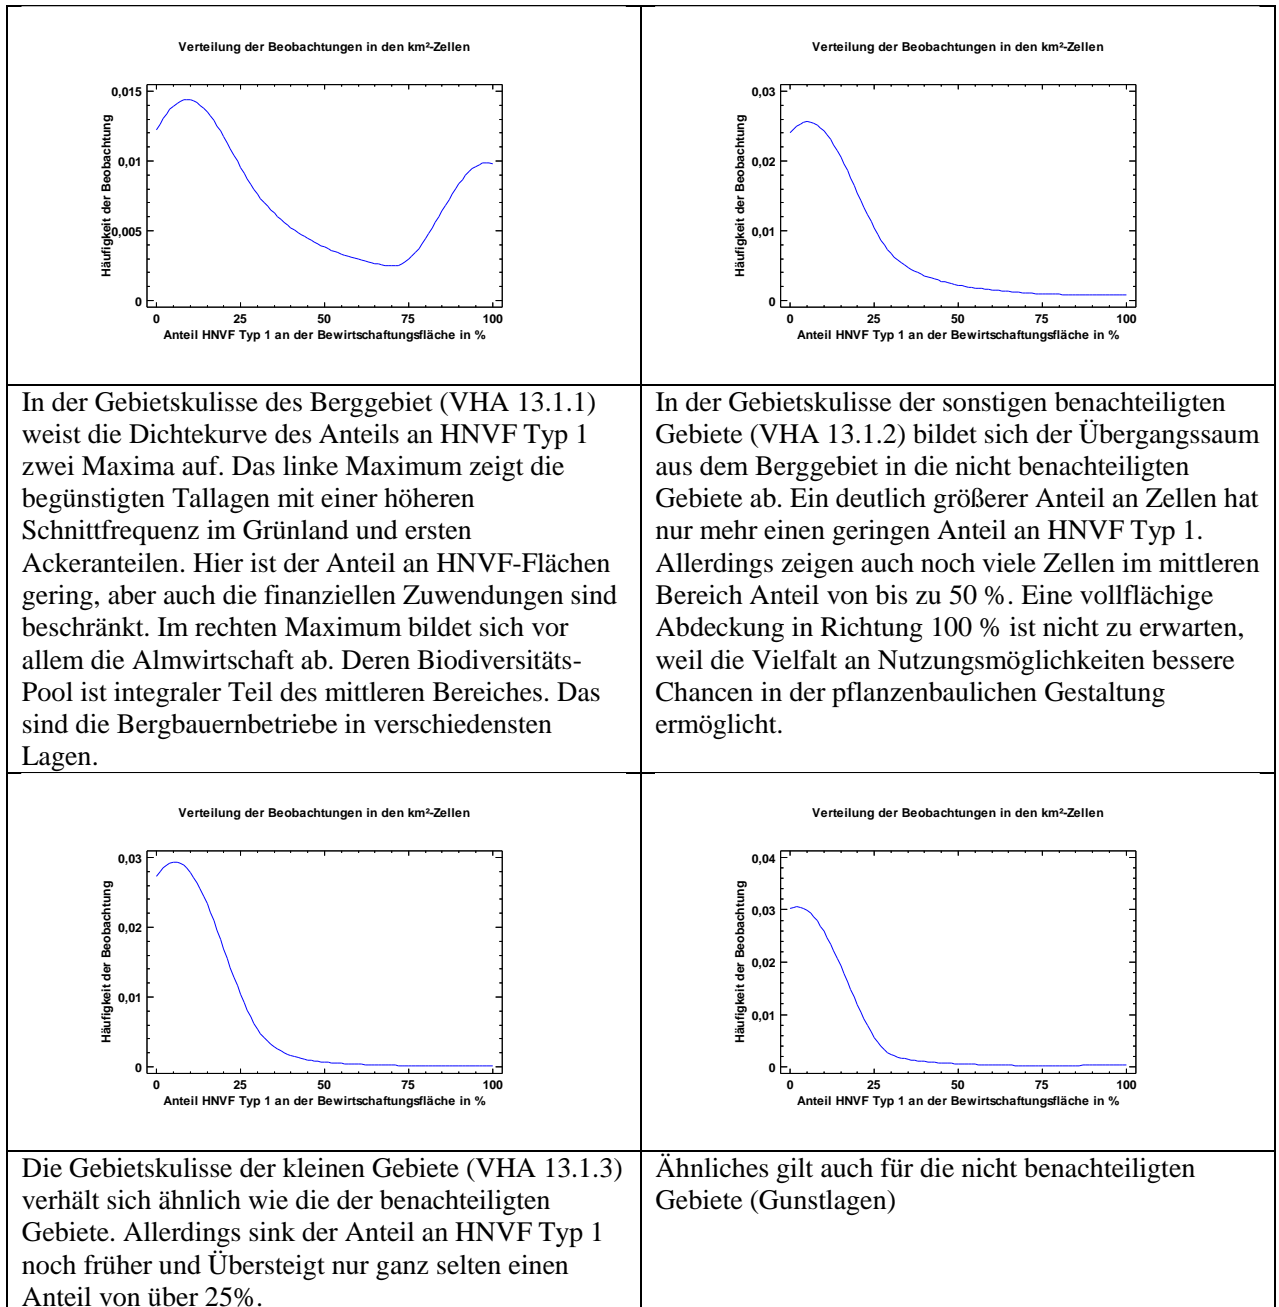 Verteilung der Beobachtungen in den km²-Zellen
Häufigkeit der Beobachtung
0,015
0,01
0,005
0
0 25 50 75 100
Anteil HNVF Typ 1 an der Bewirtschaftungsfläche in %
Verteilung der Beobachtungen in den km²-Zellen
Häufigkeit der Beobachtung
0,03
0,02
0,01
0
0 25 50 75 100
Anteil HNVF Typ 1 an der Bewirtschaftungsfläche in %
In der Gebietskulisse des Berggebiet (VHA 13.1.1)
weist die Dichtekurve des Anteils an HNVF Typ 1
zwei Maxima auf. Das linke Maximum zeigt die
begünstigten Tallagen mit einer höheren
Schnittfrequenz im Grünland und ersten
Ackeranteilen. Hier ist der Anteil an HNVF-Flächen
gering, aber auch die finanziellen Zuwendungen sind
beschränkt. Im rechten Maximum bildet sich vor
allem die Almwirtschaft ab. Deren Biodiversitäts-
Pool ist integraler Teil des mittleren Bereiches. Das
sind die Bergbauernbetriebe in verschiedensten
Lagen.
In der Gebietskulisse der sonstigen benachteiligten
Gebiete (VHA 13.1.2) bildet sich der Übergangssaum
aus dem Berggebiet in die nicht benachteiligten
Gebiete ab. Ein deutlich größerer Anteil an Zellen hat
nur mehr einen geringen Anteil an HNVF Typ 1.
Allerdings zeigen auch noch viele Zellen im mittleren
Bereich Anteil von bis zu 50 %. Eine vollflächige
Abdeckung in Richtung 100 % ist nicht zu erwarten,
weil die Vielfalt an Nutzungsmöglichkeiten bessere
Chancen in der pflanzenbaulichen Gestaltung
ermöglicht.
Verteilung der Beobachtungen in den km²-Zellen
Häufigkeit der Beobachtung
0,03
0,02
0,01
0
0 25 50 75 100
Anteil HNVF Typ 1 an der Bewirtschaftungsfläche in %
Verteilung der Beobachtungen in den km²-Zellen
Häufigkeit der Beobachtung
0,04
0,03
0,02
0,01
0
0 25 50 75 100
Anteil HNVF Typ 1 an der Bewirtschaftungsfläche in %
Die Gebietskulisse der kleinen Gebiete (VHA 13.1.3)
verhält sich ähnlich wie die der benachteiligten
Gebiete. Allerdings sink der Anteil an HNVF Typ 1
noch früher und Übersteigt nur ganz selten einen
Anteil von über 25%.
Ähnliches gilt auch für die nicht benachteiligten
Gebiete (Gunstlagen)